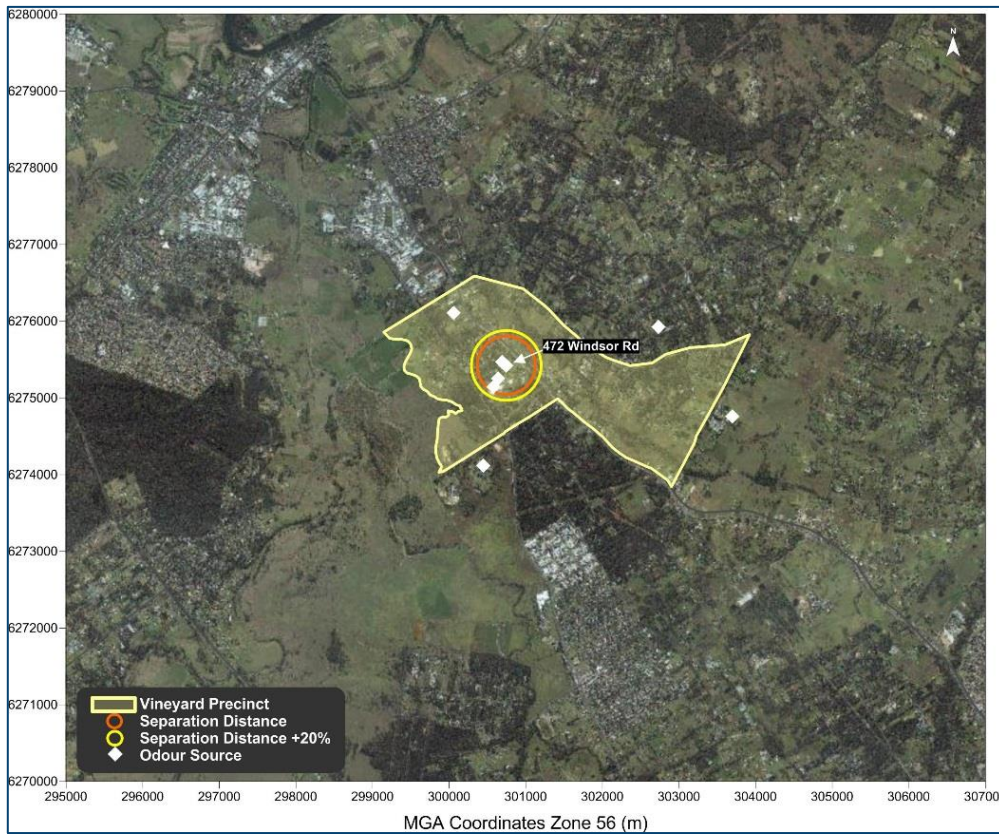 N
6280000
6279000
6278000
6277000
6276000
6275000
6274000
6273000
6272000
6271000
6270000
472 Windsor Rd
Vineyard Precinct
Separation Distance
Separation Distance +20%
Odour Source
295000 296000 297000 298000 299000 300000 301000 302000 303000 304000 305000 306000 307000
MGA Coordinates Zone 56 (m)